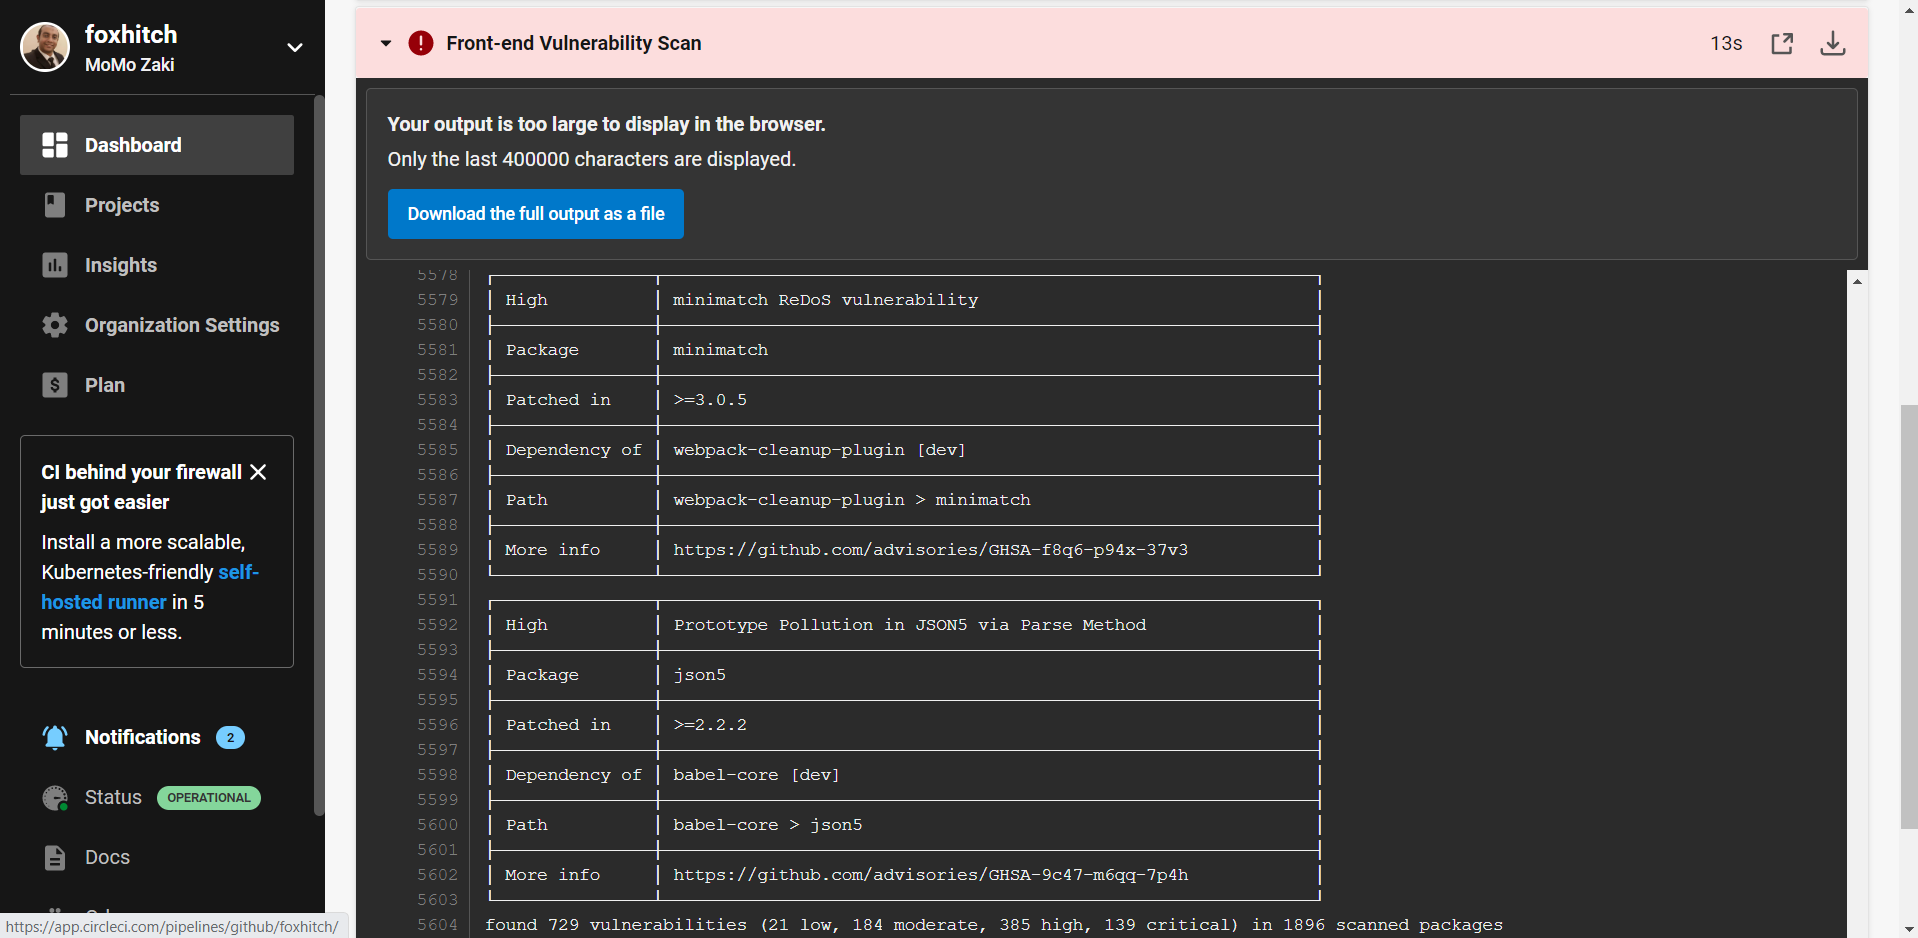 foxhitch
MoMo Zaki
Dashboard
Projects
Insights
Organization Settings
Plan
CI behind your firewall
just got easier
Install a more scalable,
Kubernetes-friendly self-
hosted runner in 5
minutes or less.
Notifications 2
Status OPERATIONAL
Docs
https://app.circleci.com/pipelines/github/foxhitch/
Front-end Vulnerability Scan 13s
Your output is too large to display in the browser.
Only the last 400000 characters are displayed.
Download the full output as a file
5578
5579 High minimatch ReDoS vulnerability
5580
5581 Package minimatch
5582
5583 Patched in >=3.0.5
5584
5585 Dependency of webpack-cleanup-plugin [dev]
5586
5587 Path webpack-cleanup-plugin > minimatch
5588
5589 More info https://github.com/advisories/GHSA-f8q6-p94x-37v3
5590
5591
5592 High Prototype Pollution in JSON5 via Parse Method
5593
5594 Package json5
5595
5596 Patched in >=2.2.2
5597
5598 Dependency of babel-core [dev]
5599
5600 Path babel-core > json5
5601
5602 More info https://github.com/advisories/GHSA-9c47-m6qq-7p4h
5603
5604 found 729 vulnerabilities (21 low, 184 moderate, 385 high, 139 critical) in 1896 scanned packages